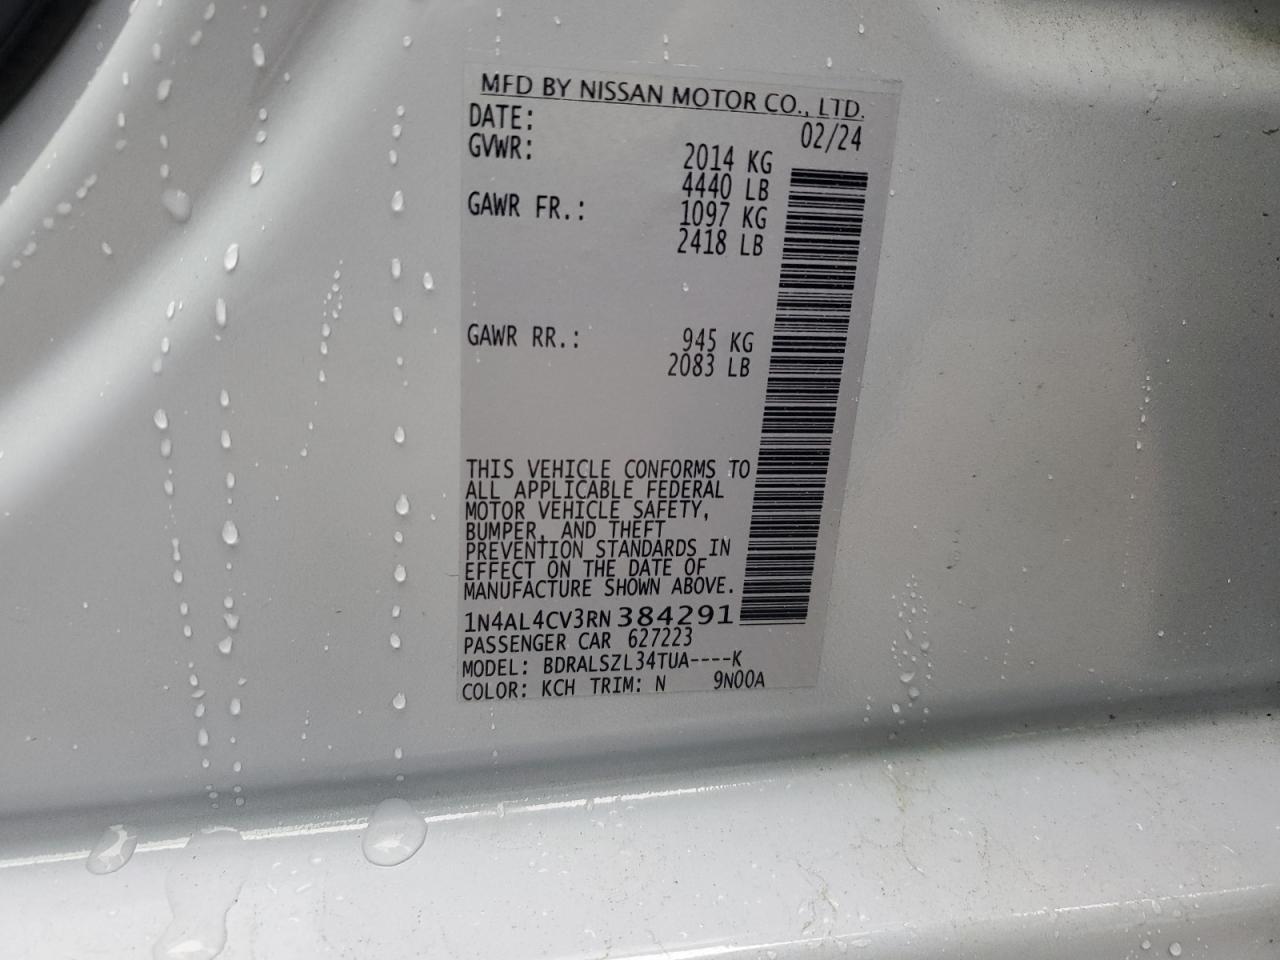 MFD BY NISSAN MOTOR CO., LTD.
DATE: 02/24
GVWR: 2014 KG
4440 LB
GAWR FR.: 1097 KG
2418 LB
GAWR RR.: 945 KG
2083 LB
THIS VEHICLE CONFORMS TO
ALL APPLICABLE FEDERAL
MOTOR VEHICLE SAFETY,
BUMPER, AND THEFT
PREVENTION STANDARDS IN
EFFECT ON THE DATE OF
MANUFACTURE SHOWN ABOVE.
1N4AL4CV3RN384291
PASSENGER CAR 627223
MODEL: BDRALSZL34TUA----K
COLOR: KCH TRIM: N 9N00A